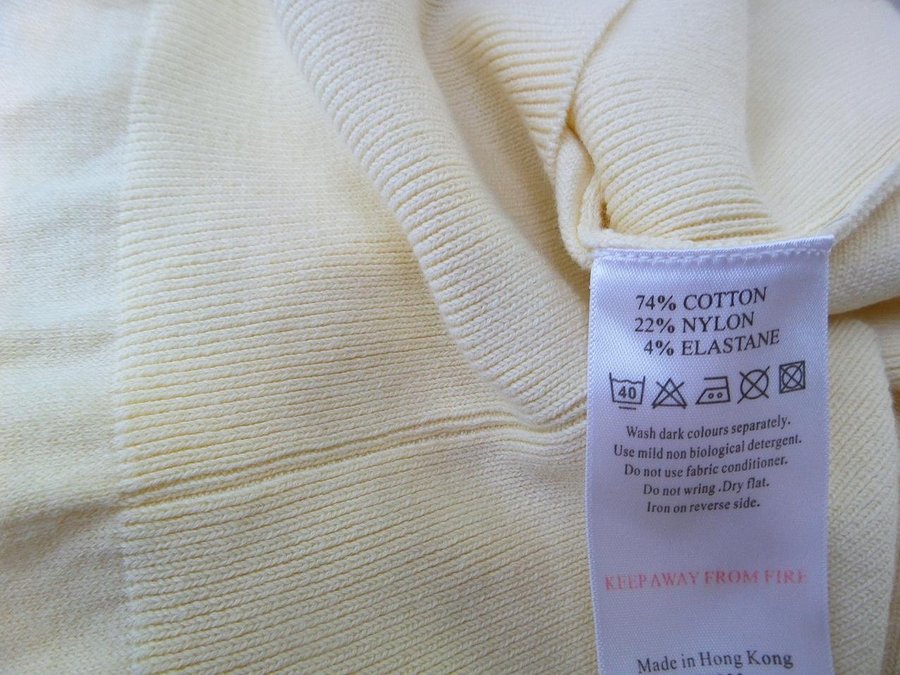 74% COTTON
22% NYLON
4% ELASTANE
40
Wash dark colours separately.
Use mild non biological detergent.
Do not use fabric conditioner.
Do not wring .Dry flat.
Iron on reverse side.
KEEP AWAY FROM FIRE
Made in Hong Kong